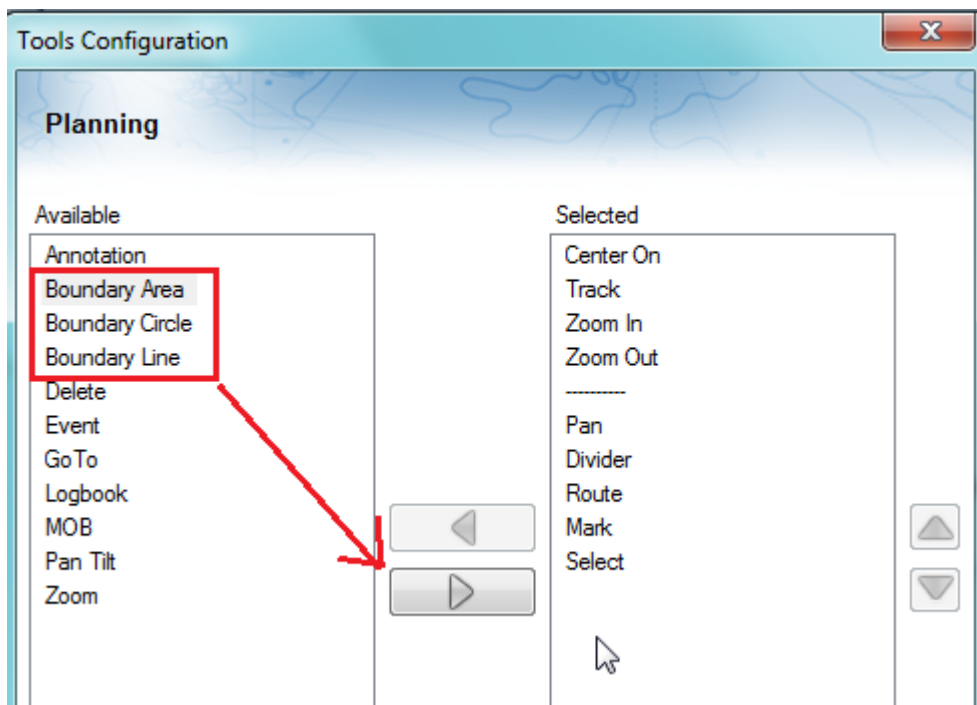 Tools Configuration
Planning
Available
Annotation
Boundary Area
Boundary Circle
Boundary Line
Delete
Event
GoTo
Logbook
MOB
Pan Tilt
Zoom
Selected
Center On
Track
Zoom In
Zoom Out
----------
Pan
Divider
Route
Mark
Select